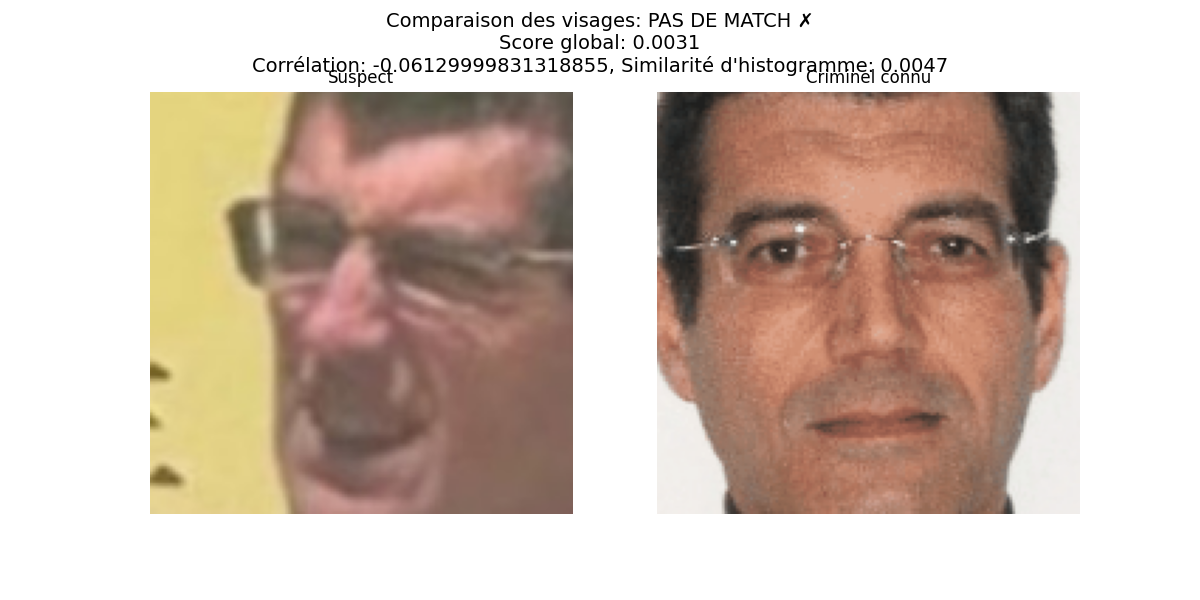 Comparaison des visages: PAS DE MATCH ✗
Score global: 0.0031
Corrélation: -0.06129999831318855, Similarité d'histogramme: 0.0047
Suspect
Criminel connu